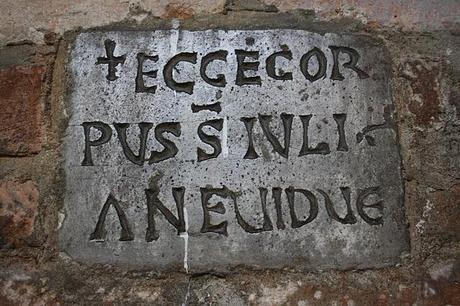 + ECCECOR
PUS S̄ IULI
ANEUIDUE